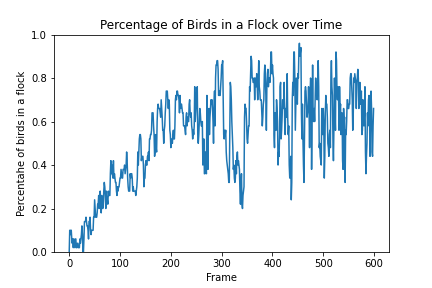 Percentage of Birds in a Flock over Time
1.0
0.8
0.6
0.4
0.2
0.0
Percentahe of birds in a flock
0 100 200 300 400 500 600
Frame